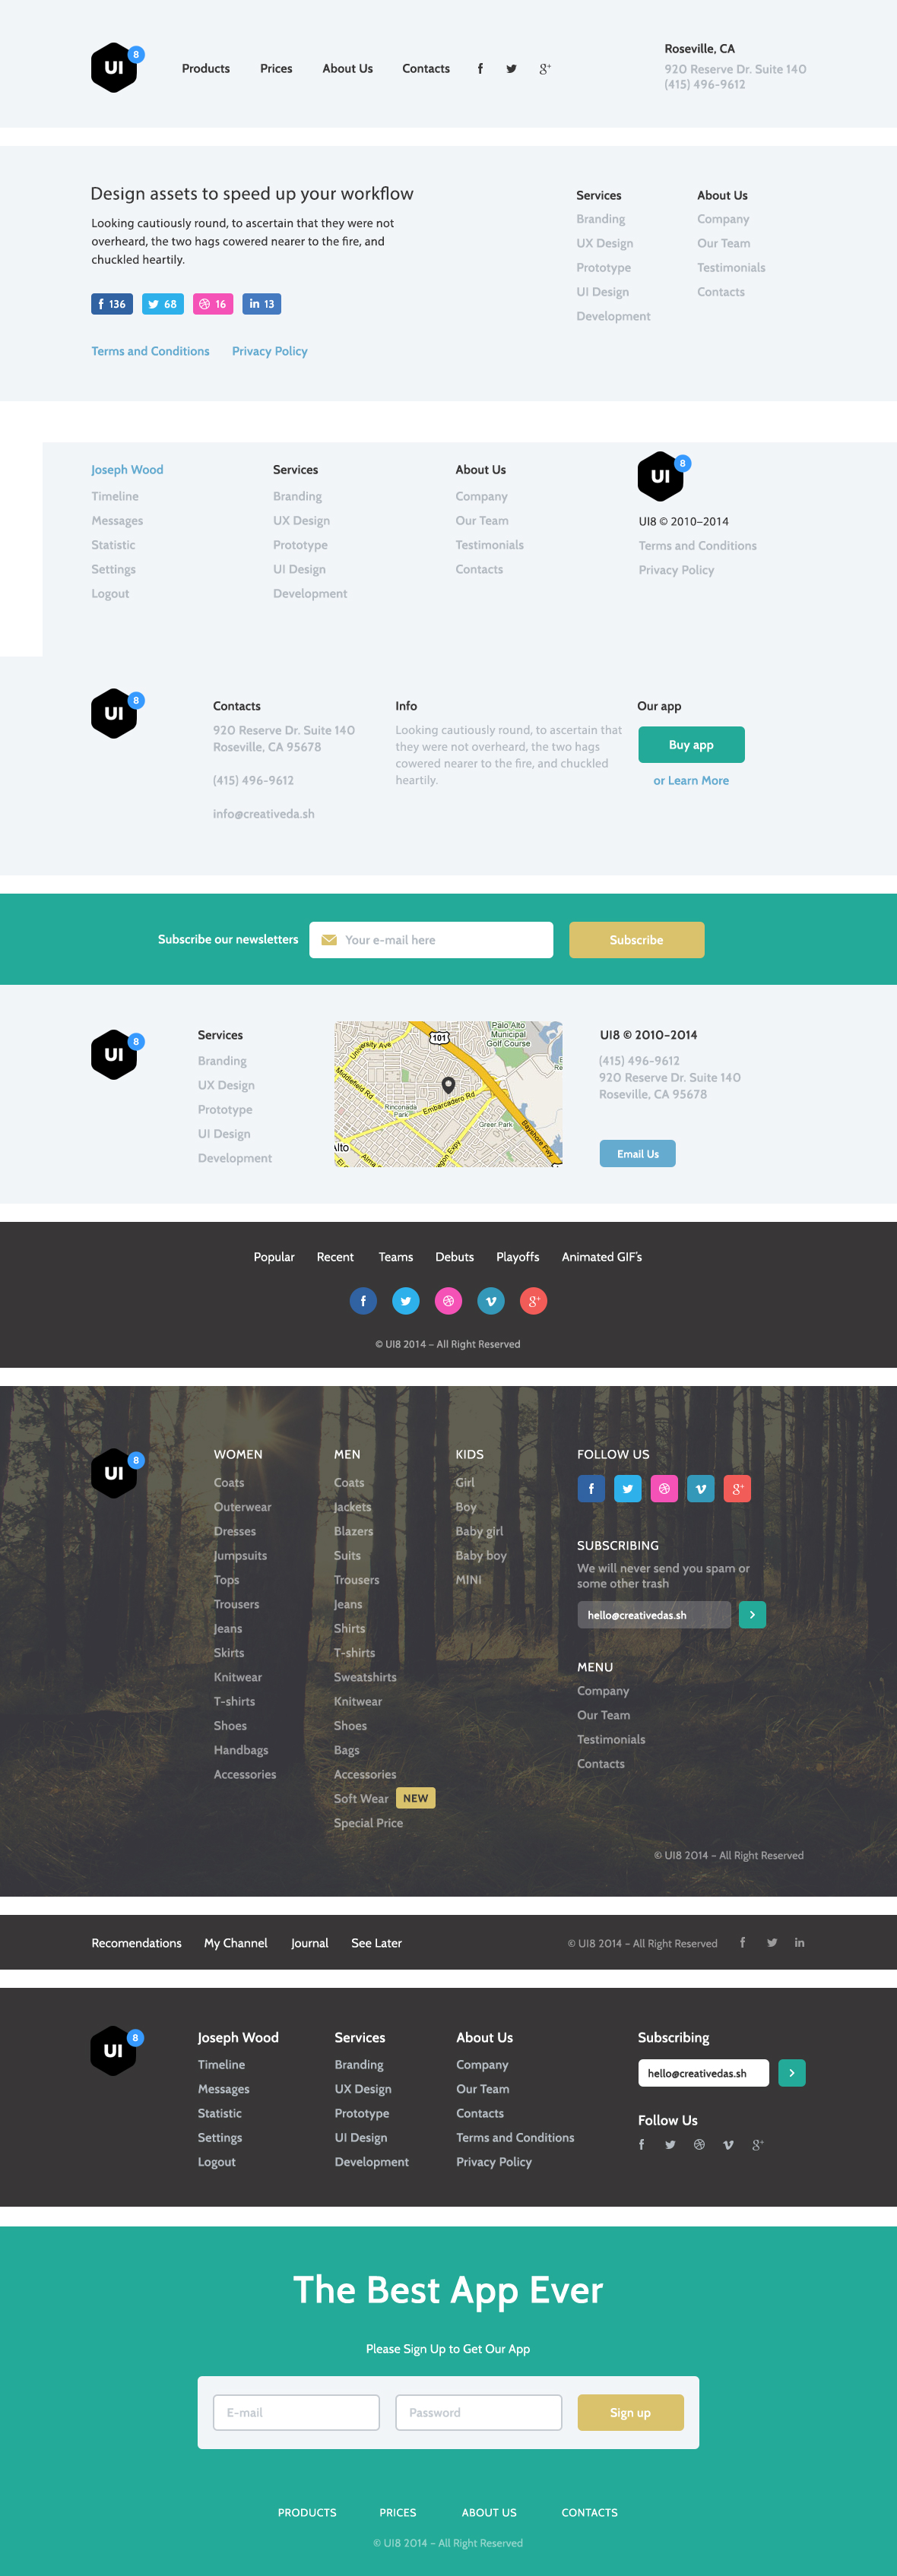 UI 8
Products Prices About Us Contacts f g+
Roseville, CA
920 Reserve Dr. Suite 140
(415) 496-9612
Design assets to speed up your workflow
Looking cautiously round, to ascertain that they were not
overheard, the two hags cowered nearer to the fire, and
chuckled heartily.
f 136 68 16 in 13
Terms and Conditions Privacy Policy
Services
Branding
UX Design
Prototype
UI Design
Development
About Us
Company
Our Team
Testimonials
Contacts
Joseph Wood
Timeline
Messages
Statistic
Settings
Logout
Services
Branding
UX Design
Prototype
UI Design
Development
About Us
Company
Our Team
Testimonials
Contacts
UI 8
UI8 © 2010–2014
Terms and Conditions
Privacy Policy
UI 8
Contacts
920 Reserve Dr. Suite 140
Roseville, CA 95678
(415) 496-9612
info@creativeda.sh
Info
Looking cautiously round, to ascertain that
they were not overheard, the two hags
cowered nearer to the fire, and chuckled
heartily.
Our app
Buy app
or Learn More
Subscribe our newsletters Your e-mail here Subscribe
UI 8
Services
Branding
UX Design
Prototype
UI Design
Development
Palo Alto
Municipal
Golf Course
101
University Ave
Middlefield Rd
Embarcadero Rd
Rinconada
Park
Greer Park
Bayshore Fwy
Alto
Alma
Oregon Expy
El C
E
Re
UI8 © 2010–2014
(415) 496-9612
920 Reserve Dr. Suite 140
Roseville, CA 95678
Email Us
Popular Recent Teams Debuts Playoffs Animated GIF's
f v g+
© UI8 2014 – All Right Reserved
UI 8
WOMEN
Coats
Outerwear
Dresses
Jumpsuits
Tops
Trousers
Jeans
Skirts
Knitwear
T-shirts
Shoes
Handbags
Accessories
MEN
Coats
Jackets
Blazers
Suits
Trousers
Jeans
Shirts
T-shirts
Sweatshirts
Knitwear
Shoes
Bags
Accessories
Soft Wear NEW
Special Price
KIDS
Girl
Boy
Baby girl
Baby boy
MINI
FOLLOW US
f v g+
SUBSCRIBING
We will never send you spam or
some other trash
hello@creativedas.sh
MENU
Company
Our Team
Testimonials
Contacts
© UI8 2014 – All Right Reserved
Recomendations My Channel Journal See Later © UI8 2014 – All Right Reserved f in
UI 8
Joseph Wood
Timeline
Messages
Statistic
Settings
Logout
Services
Branding
UX Design
Prototype
UI Design
Development
About Us
Company
Our Team
Contacts
Terms and Conditions
Privacy Policy
Subscribing
hello@creativedas.sh
Follow Us
f v g+
The Best App Ever
Please Sign Up to Get Our App
E-mail Password Sign up
PRODUCTS PRICES ABOUT US CONTACTS
© UI8 2014 – All Right Reserved